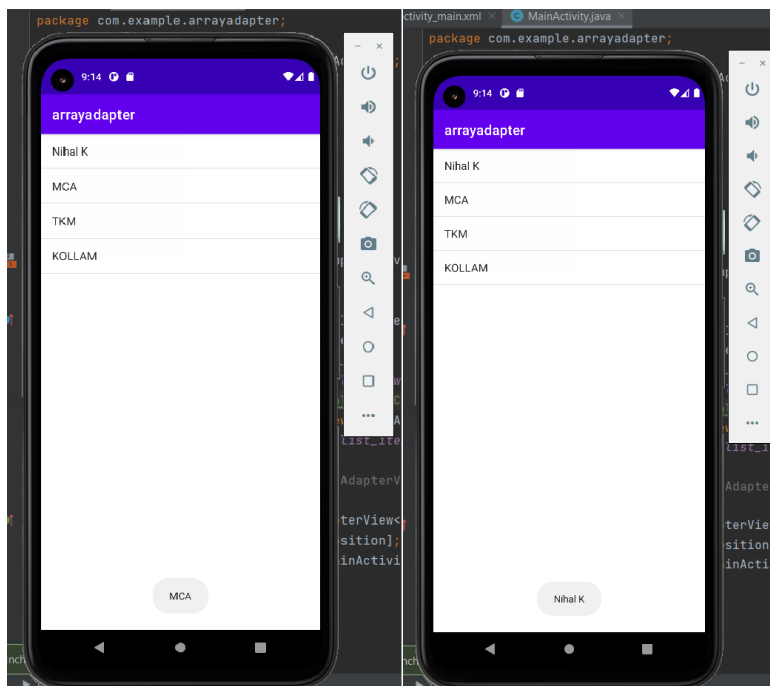 package com.example.arrayadapter;
9:14
arrayadapter
Nihal K
MCA
TKM
KOLLAM
MCA
list_ite
AdapterV
terView<
sition];
inActivi
ctivity_main.xml × MainActivity.java ×
package com.example.arrayadapter;
9:14
arrayadapter
Nihal K
MCA
TKM
KOLLAM
Nihal K
list_i
Adapte
terVie
sition
inActi